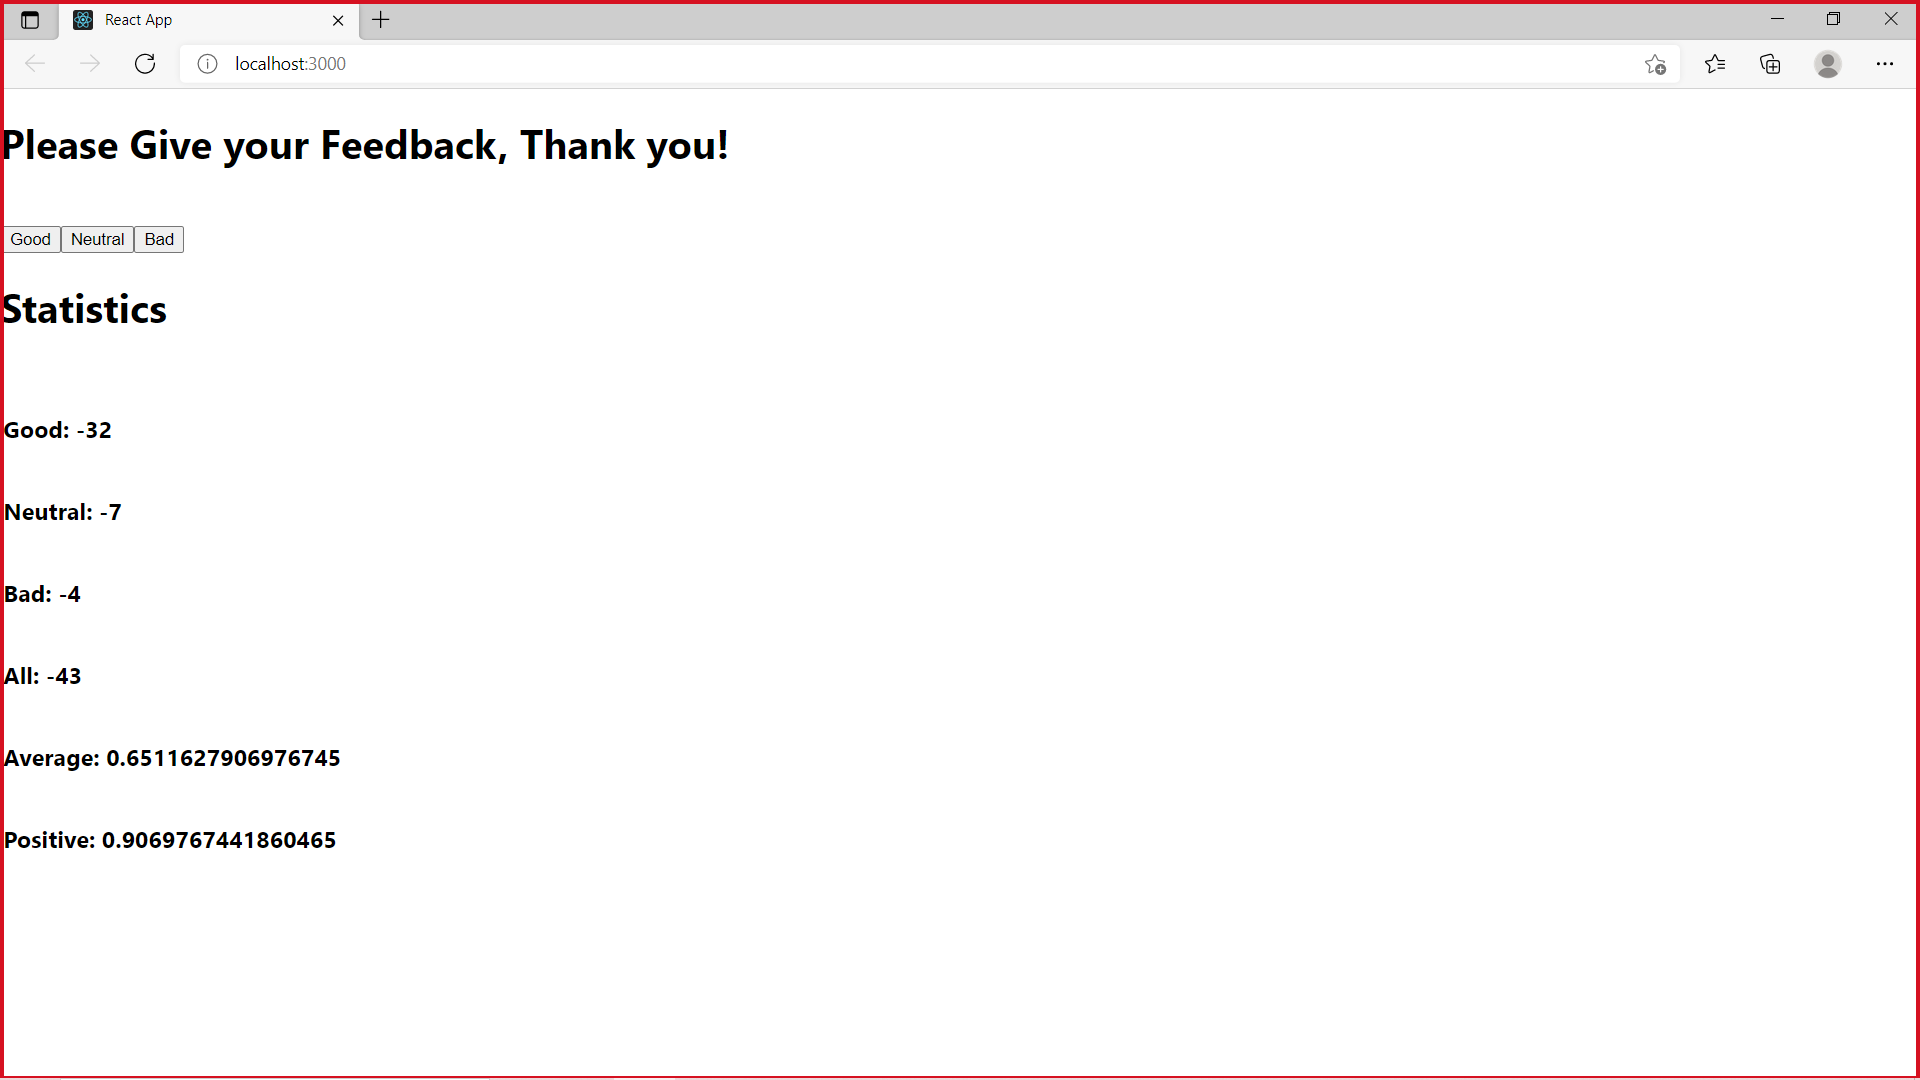 React App
localhost:3000
Please Give your Feedback, Thank you!
Good Neutral Bad
Statistics
Good: -32
Neutral: -7
Bad: -4
All: -43
Average: 0.6511627906976745
Positive: 0.9069767441860465